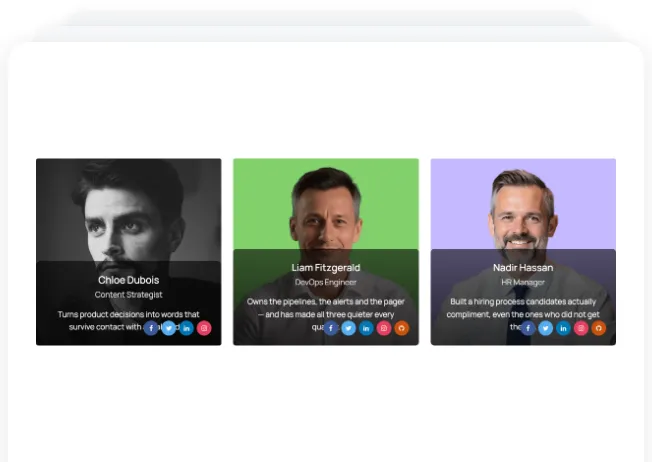 Chloe Dubois
Content Strategist
Turns product decisions into words that
survive contact with
Liam Fitzgerald
DevOps Engineer
Owns the pipelines, the alerts and the pager
— and has made all three quieter every
Nadir Hassan
HR Manager
Built a hiring process candidates actually
compliment, even the ones who did not get